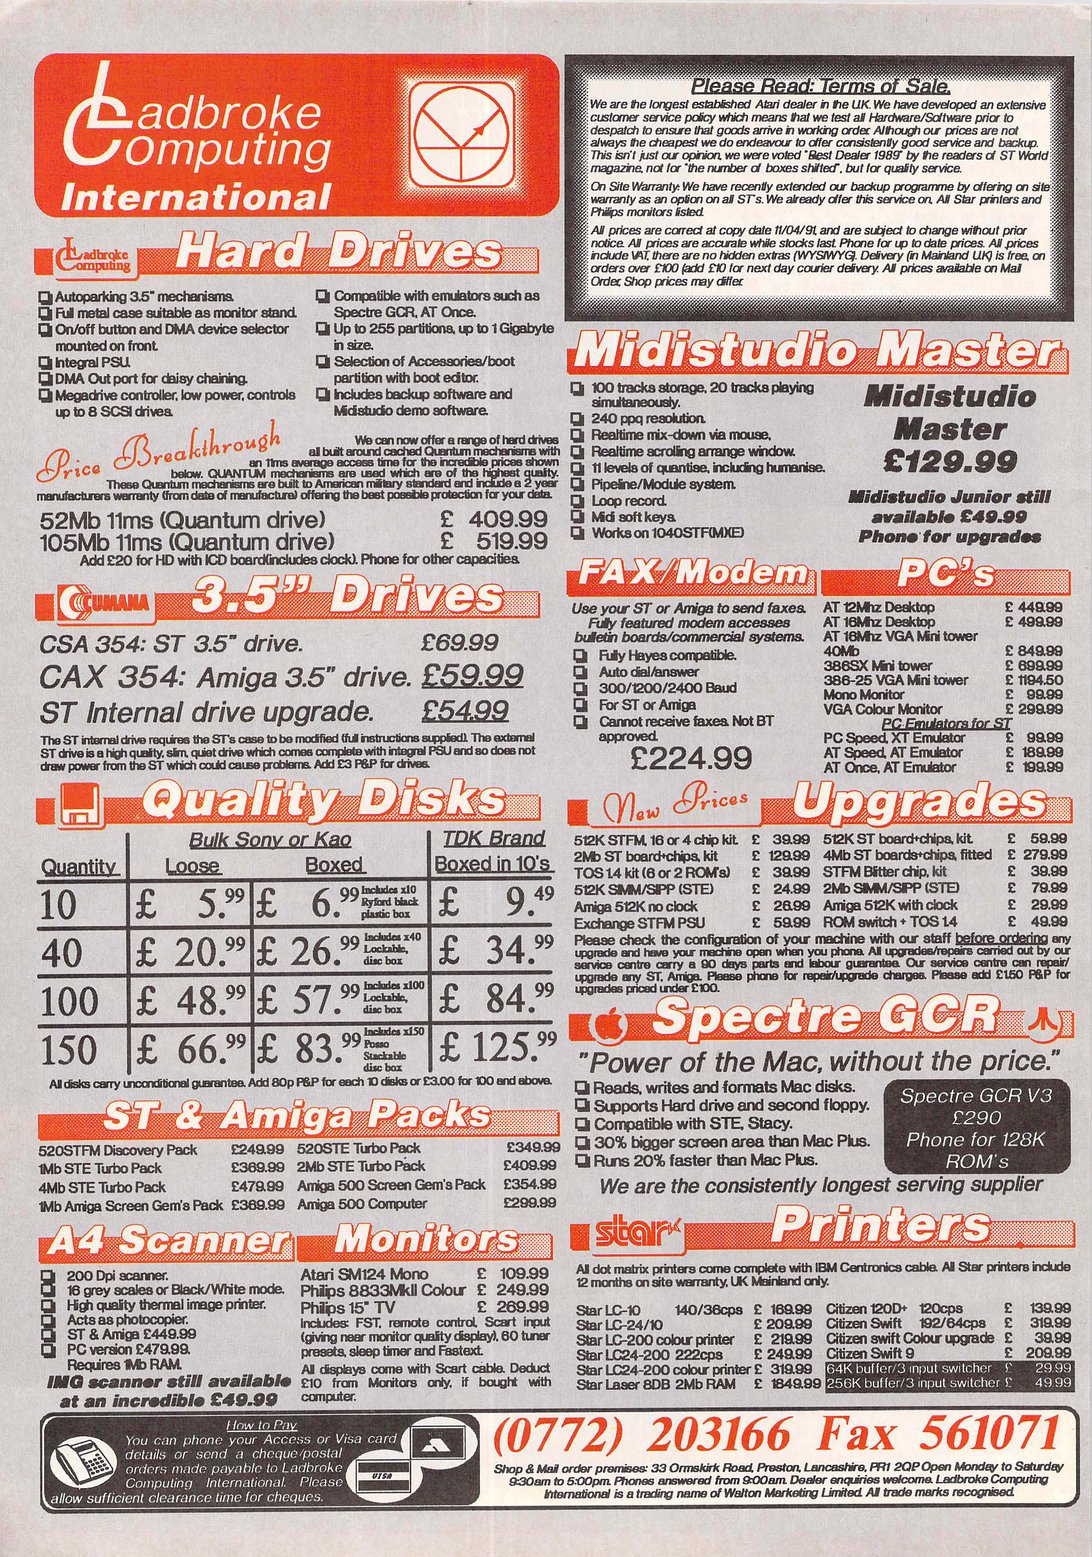 Ladbroke
Computing
International
Please Read: Terms of Sale.
We are the longest established Atari dealer in the U.K. We have developed an extensive
customer service policy which means that we test all Hardware/Software prior to
despatch to ensure that goods arrive in working order. Although our prices are not
always the cheapest we do endeavour to offer consistently good service and backup.
This isn't just our opinion, we were voted "Best Dealer 1989" by the readers of ST World
magazine, not for "the number of boxes shifted", but for quality service.
On Site Warranty: We have recently extended our backup programme by offering on site
warranty as an option on all ST's. We already offer this service on, All Star printers and
Philips monitors listed.
All prices are correct at copy date 11/04/91, and are subject to change without prior
notice. All prices are accurate while stocks last. Phone for up to date prices. All prices
include VAT, there are no hidden extras (WYSIWYG). Delivery (in Mainland U.K) is free, on
orders over £100 (add £10 for next day courier delivery. All prices available on Mail
Order, Shop prices may differ.
Ladbroke
Computing
Hard Drives
Autoparking 3.5" mechanisms.
Full metal case suitable as monitor stand.
On/off button and DMA device selector
mounted on front.
Integral PSU.
DMA Out port for daisy chaining.
Megadrive controller, low power, controls
up to 8 SCSI drives.
Compatible with emulators such as
Spectre GCR, AT Once.
Up to 255 partitions, up to 1 Gigabyte
in size.
Selection of Accessories/boot
partition with boot editor.
Includes backup software and
Midistudio demo software.
Price Breakthrough
We can now offer a range of hard drives
all built around cached Quantum mechanisms with
an 11ms average access time for the incredible prices shown
below. QUANTUM mechanisms are used which are of the highest quality.
These Quantum mechanisms are built to American military standard and include a 2 year
manufacturers warranty (from date of manufacture) offering the best possible protection for your data.
52Mb 11ms (Quantum drive) £ 409.99
105Mb 11ms (Quantum drive) £ 519.99
Add £20 for HD with ICD board(includes clock). Phone for other capacities.
CUMANA
3.5" Drives
CSA 354: ST 3.5" drive. £69.99
CAX 354: Amiga 3.5" drive. £59.99
ST Internal drive upgrade. £54.99
The ST internal drive requires the ST's case to be modified (full instructions supplied). The external
ST drive is a high quality, slim, quiet drive which comes complete with integral PSU and so does not
draw power from the ST which could cause problems. Add £3 P&P for drives.
Quality Disks
Bulk Sony or Kao TDK Brand
Quantity Loose Boxed Boxed in 10's
10 £ 5.99 £ 6.99 Includes x10 Ryford black plastic box £ 9.49
40 £ 20.99 £ 26.99 Includes x40 Lockable, disc box £ 34.99
100 £ 48.99 £ 57.99 Includes x100 Lockable, disc box £ 84.99
150 £ 66.99 £ 83.99 Includes x150 Posso Stackable disc box £ 125.99
All disks carry unconditional guarantee. Add 80p P&P for each 10 disks or £3.00 for 100 and above.
ST & Amiga Packs
520STFM Discovery Pack £249.99 520STE Turbo Pack £349.99
1Mb STE Turbo Pack £369.99 2Mb STE Turbo Pack £409.99
4Mb STE Turbo Pack £479.99 Amiga 500 Screen Gem's Pack £354.99
1Mb Amiga Screen Gem's Pack £369.99 Amiga 500 Computer £299.99
A4 Scanner
200 Dpi scanner.
16 grey scales or Black/White mode.
High quality thermal image printer.
Acts as photocopier.
ST & Amiga £449.99
PC version £479.99.
Requires 1Mb RAM.
IMG scanner still available
at an incredible £49.99
Monitors
Atari SM124 Mono £ 109.99
Philips 8833MkII Colour £ 249.99
Philips 15" TV £ 269.99
Includes: FST, remote control, Scart input
(giving near monitor quality display), 60 tuner
presets, sleep timer and Fastext.
All displays come with Scart cable. Deduct
£10 from Monitors only, if bought with
computer.
Midistudio Master
100 tracks storage, 20 tracks playing
simultaneously.
240 ppq resolution.
Realtime mix-down via mouse,
Realtime scrolling arrange window.
11 levels of quantise, including humanise.
Pipeline/Module system.
Loop record.
Midi soft keys.
Works on 1040STF(MXE)
Midistudio
Master
£129.99
Midistudio Junior still
available £49.99
Phone for upgrades
FAX/Modem
Use your ST or Amiga to send faxes.
Fully featured modem accesses
bulletin boards/commercial systems.
Fully Hayes compatible.
Auto dial/answer
300/1200/2400 Baud
For ST or Amiga
Cannot receive faxes. Not BT
approved.
£224.99
PC's
AT 12Mhz Desktop £ 449.99
AT 16Mhz Desktop £ 499.99
AT 16Mhz VGA Mini tower
40Mb £ 849.99
386SX Mini tower £ 699.99
386-25 VGA Mini tower £ 1194.50
Mono Monitor £ 99.99
VGA Colour Monitor £ 299.99
PC Emulators for ST
PC Speed, XT Emulator £ 99.99
AT Speed, AT Emulator £ 189.99
AT Once, AT Emulator £ 199.99
New Prices
Upgrades
512K STFM, 16 or 4 chip kit. £ 39.99 512K ST board+chips, kit. £ 59.99
2Mb ST board+chips, kit £ 129.99 4Mb ST boards+chips, fitted £ 279.99
TOS 1.4 kit (6 or 2 ROM's) £ 39.99 STFM Blitter chip, kit £ 39.99
512K SIMM/SIPP (STE) £ 24.99 2Mb SIMM/SIPP (STE) £ 79.99
Amiga 512K no clock £ 26.99 Amiga 512K with clock £ 29.99
Exchange STFM PSU £ 59.99 ROM switch + TOS 1.4 £ 49.99
Please check the configuration of your machine with our staff before ordering any
upgrade and have your machine open when you phone. All upgrades/repairs carried out by our
service centre carry a 90 days parts and labour guarantee. Our service centre can repair/
upgrade any ST, Amiga. Please phone for repair/upgrade charges. Please add £1.50 P&P for
upgrades priced under £100.
Spectre GCR
"Power of the Mac, without the price."
Reads, writes and formats Mac disks.
Supports Hard drive and second floppy.
Compatible with STE, Stacy.
30% bigger screen area than Mac Plus.
Runs 20% faster than Mac Plus.
Spectre GCR V3
£290
Phone for 128K
ROM's
We are the consistently longest serving supplier
star
Printers
All dot matrix printers come complete with IBM Centronics cable. All Star printers include
12 months on site warranty, UK Mainland only.
Star LC-10 140/36cps £ 169.99 Citizen 120D+ 120cps £ 139.99
Star LC-24/10 £ 209.99 Citizen Swift 192/64cps £ 319.99
Star LC-200 colour printer £ 219.99 Citizen swift Colour upgrade £ 39.99
Star LC24-200 222cps £ 249.99 Citizen Swift 9 £ 209.99
Star LC24-200 colour printer £ 319.99 64K buffer/3 input switcher £ 29.99
Star Laser 8DB 2Mb RAM £ 1849.99 256K buffer/3 input switcher £ 49.99
How to Pay
You can phone your Access or Visa card
details or send a cheque/postal
orders made payable to Ladbroke
Computing International. Please
allow sufficient clearance time for cheques.
VISA
(0772) 203166 Fax 561071
Shop & Mail order premises: 33 Ormskirk Road, Preston, Lancashire, PR1 2QP Open Monday to Saturday
9:30am to 5:00pm. Phones answered from 9:00am. Dealer enquiries welcome. Ladbroke Computing
International is a trading name of Walton Marketing Limited. All trade marks recognised.